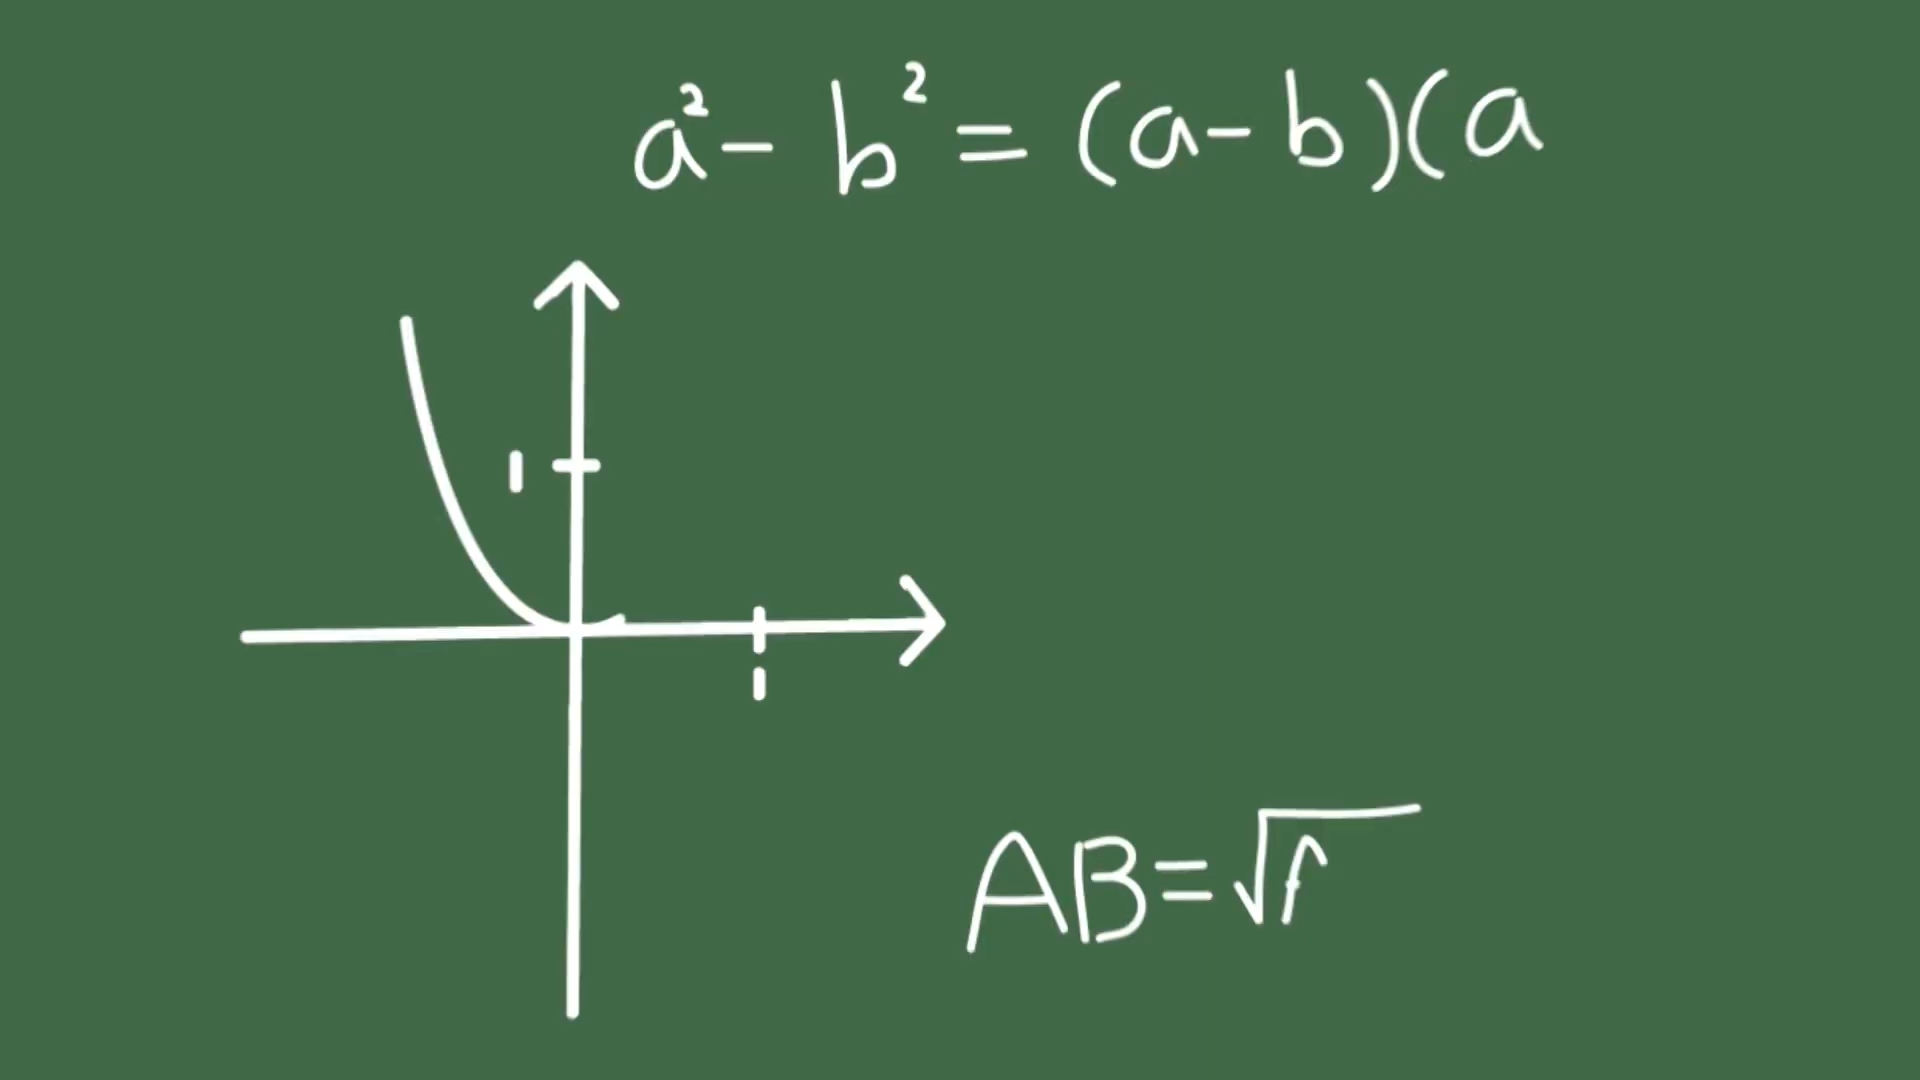 a² - b² = (a - b)(a
1
1
AB = √